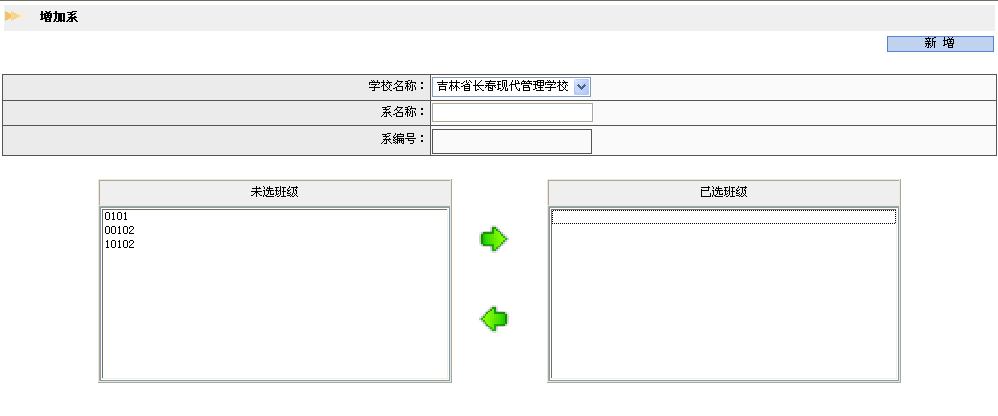 增加系
新 增
学校名称：
吉林省长春现代管理学校
系名称：
系编号：
未选班级
已选班级
0101
00102
10102